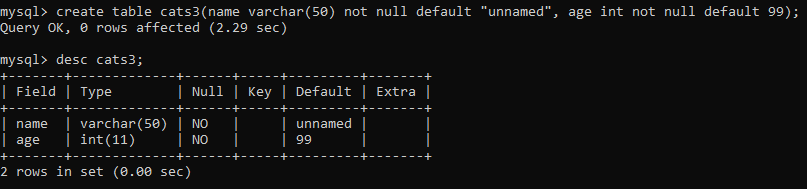 mysql> create table cats3(name varchar(50) not null default "unnamed", age int not null default 99);
Query OK, 0 rows affected (2.29 sec)
mysql> desc cats3;
+-------+-------------+------+-----+---------+-------+
| Field | Type        | Null | Key | Default | Extra |
+-------+-------------+------+-----+---------+-------+
| name  | varchar(50) | NO   |     | unnamed |       |
| age   | int(11)     | NO   |     | 99      |       |
+-------+-------------+------+-----+---------+-------+
2 rows in set (0.00 sec)